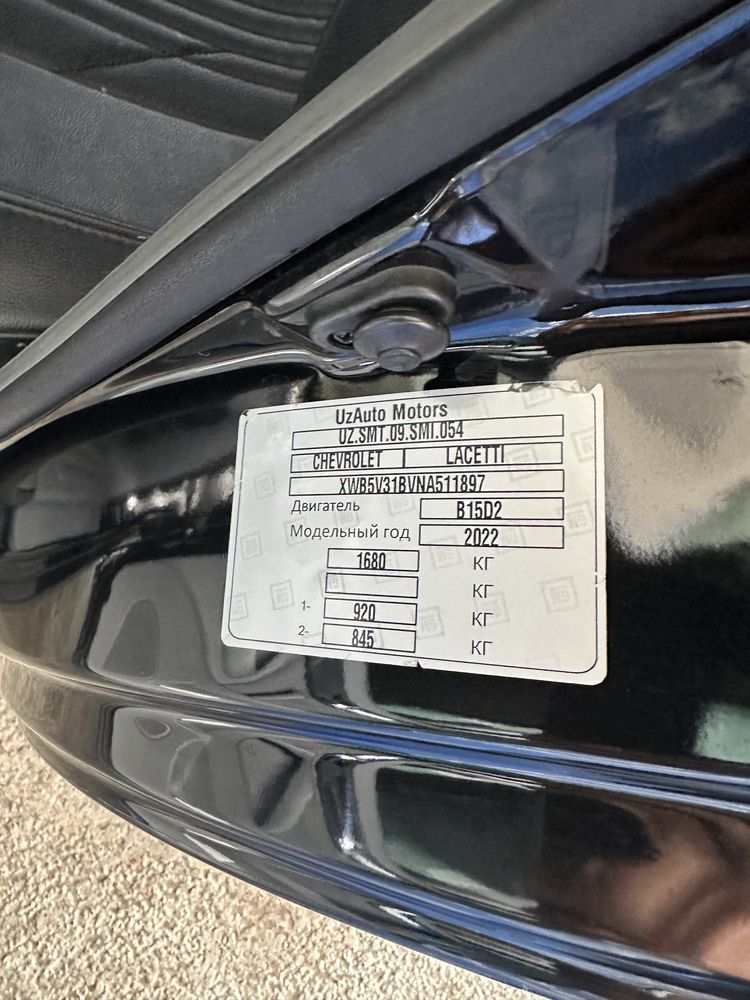 UzAuto Motors
UZ.SMT.09.SMI.054
CHEVROLET | LACETTI
XWB5V31BVNA511897
Двигатель B15D2
Модельный год 2022
1680 КГ
КГ
1- 920 КГ
2- 845 КГ